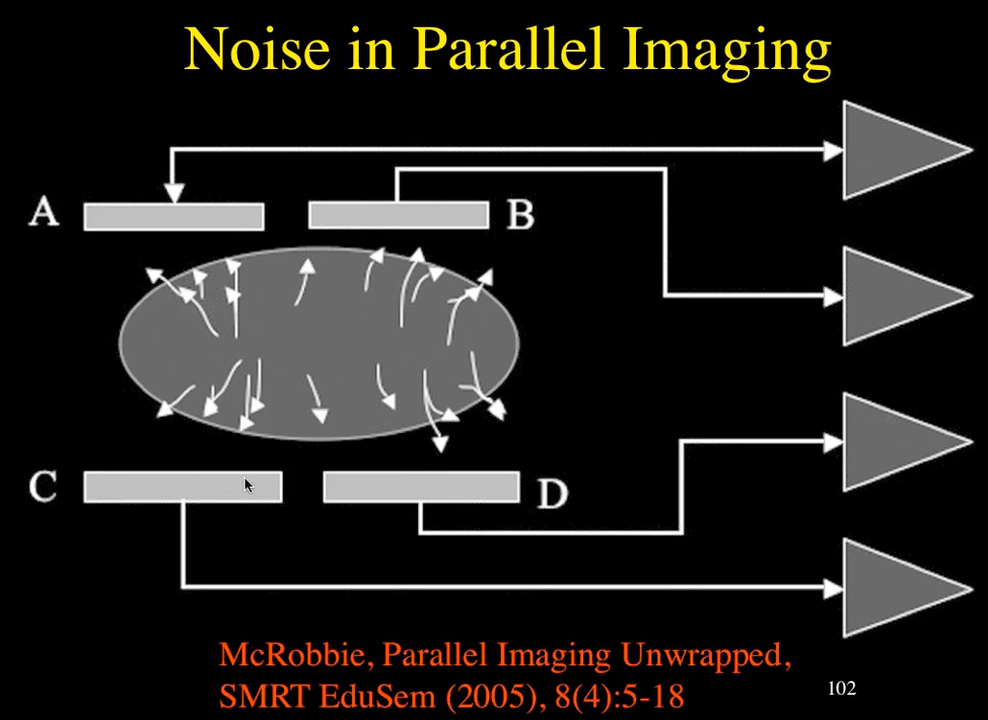 Noise in Parallel Imaging
A
B
C
D
McRobbie, Parallel Imaging Unwrapped,
SMRT EduSem (2005), 8(4):5-18
102